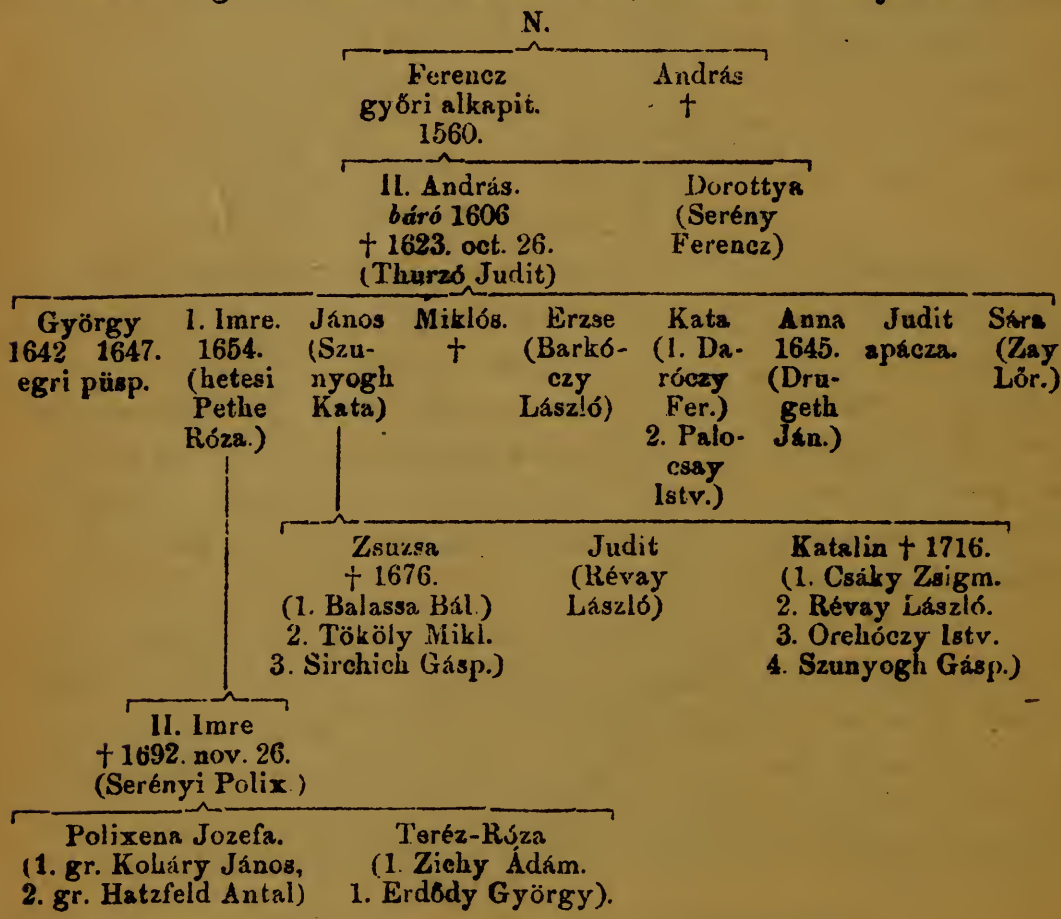 N.
Ferencz András
győri alkapit. †
1560.
II. András. Dorottya
báró 1606 (Serény
† 1623. oct. 26. Ferencz)
(Thurzó Judit)
György I. Imre. János Miklós. Erzse Kata Anna Judit Sára
1642 1647. 1654. (Szu- † (Barkó- (1. Da- 1645. apácza. (Zay
egri püsp. (hetesi nyogh czy róczy (Dru- Lőr.)
Pethe Kata) László) Fer.) geth
Róza.) 2. Palo- Ján.)
csay
Istv.)
Zsuzsa Judit Katalin † 1716.
† 1676. (Révay (1. Csáky Zsigm.
(1. Balassa Bál.) László) 2. Révay László.
2. Tököly Mikl. 3. Orehóczy Istv.
3. Sirchich Gásp.) 4. Szunyogh Gásp.)
II. Imre
† 1692. nov. 26.
(Serényi Polix.)
Polixena Jozefa. Teréz-Róza
(1. gr. Koháry János, (1. Zichy Ádám.
2. gr. Hatzfeld Antal) 1. Erdődy György).